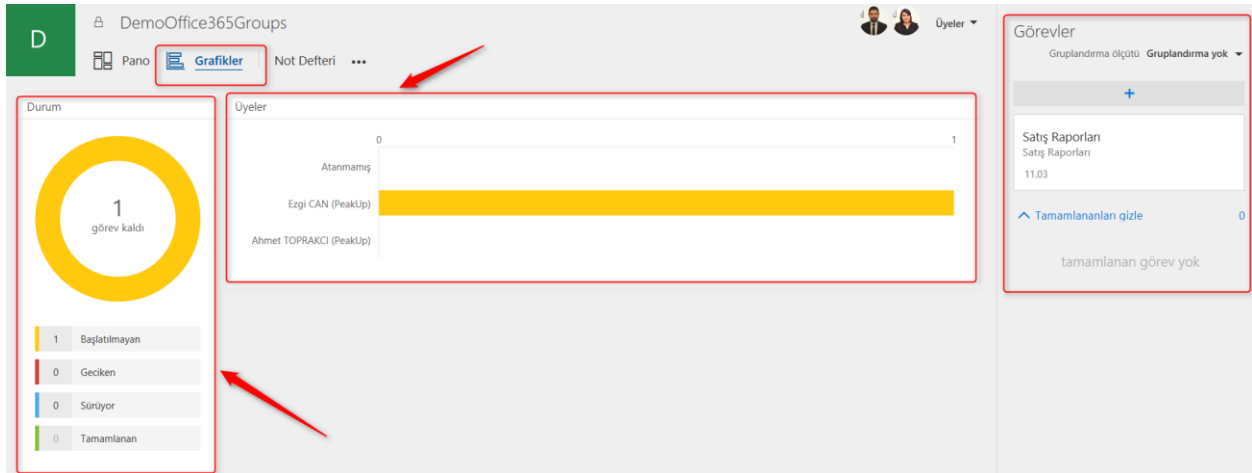 D
DemoOffice365Groups
Üyeler
Pano
Grafikler
Not Defteri
Durum
1
görev kaldı
1 Başlatılmayan
0 Geciken
0 Sürüyor
0 Tamamlanan
Üyeler
0 1
Atanmamış
Ezgi CAN (PeakUp)
Ahmet TOPRAKCI (PeakUp)
Görevler
Gruplandırma ölçütü Gruplandırma yok
+
Satış Raporları
Satış Raporları
11.03
Tamamlananları gizle 0
tamamlanan görev yok